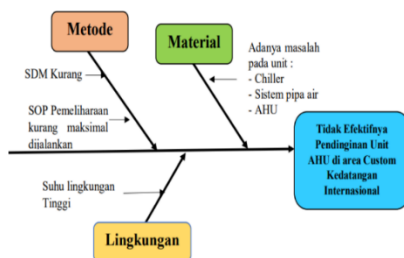 Metode
Material
SDM Kurang
SOP Pemeliharaan
kurang maksimal
dijalankan
Adanya masalah
pada unit :
- Chiller
- Sistem pipa air
- AHU
Tidak Efektifnya
Pendinginan Unit
AHU di area Custom
Kedatangan
Internasional
Suhu lingkungan
Tinggi
Lingkungan